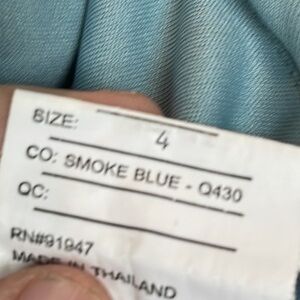 SIZE: 4
CO: SMOKE BLUE - Q430
QC:
RN#91947
MADE IN THAILAND